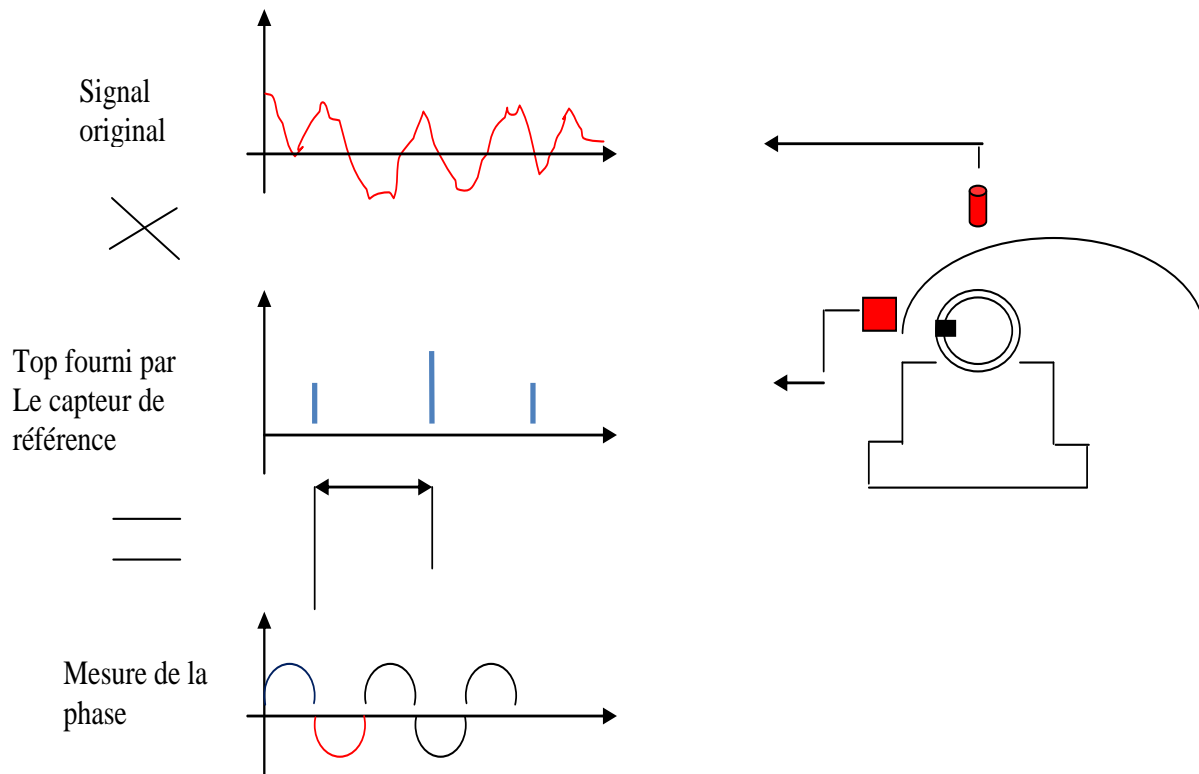 Signal
original
Top fourni par
Le capteur de
référence
Mesure de la
phase